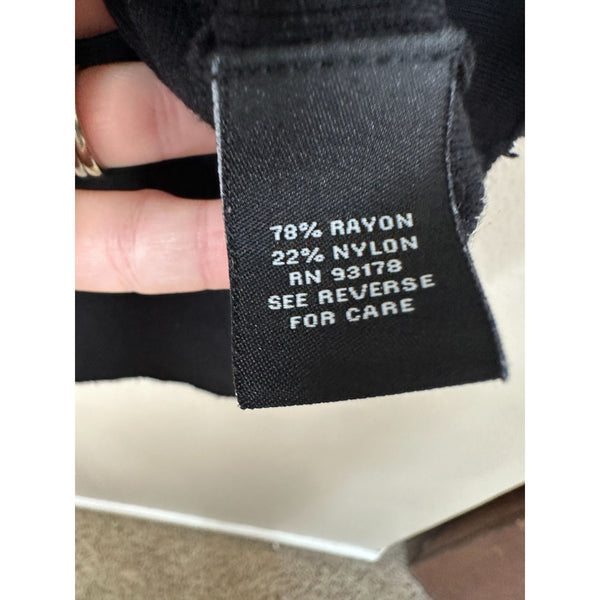 78% RAYON
22% NYLON
RN 93178
SEE REVERSE
FOR CARE